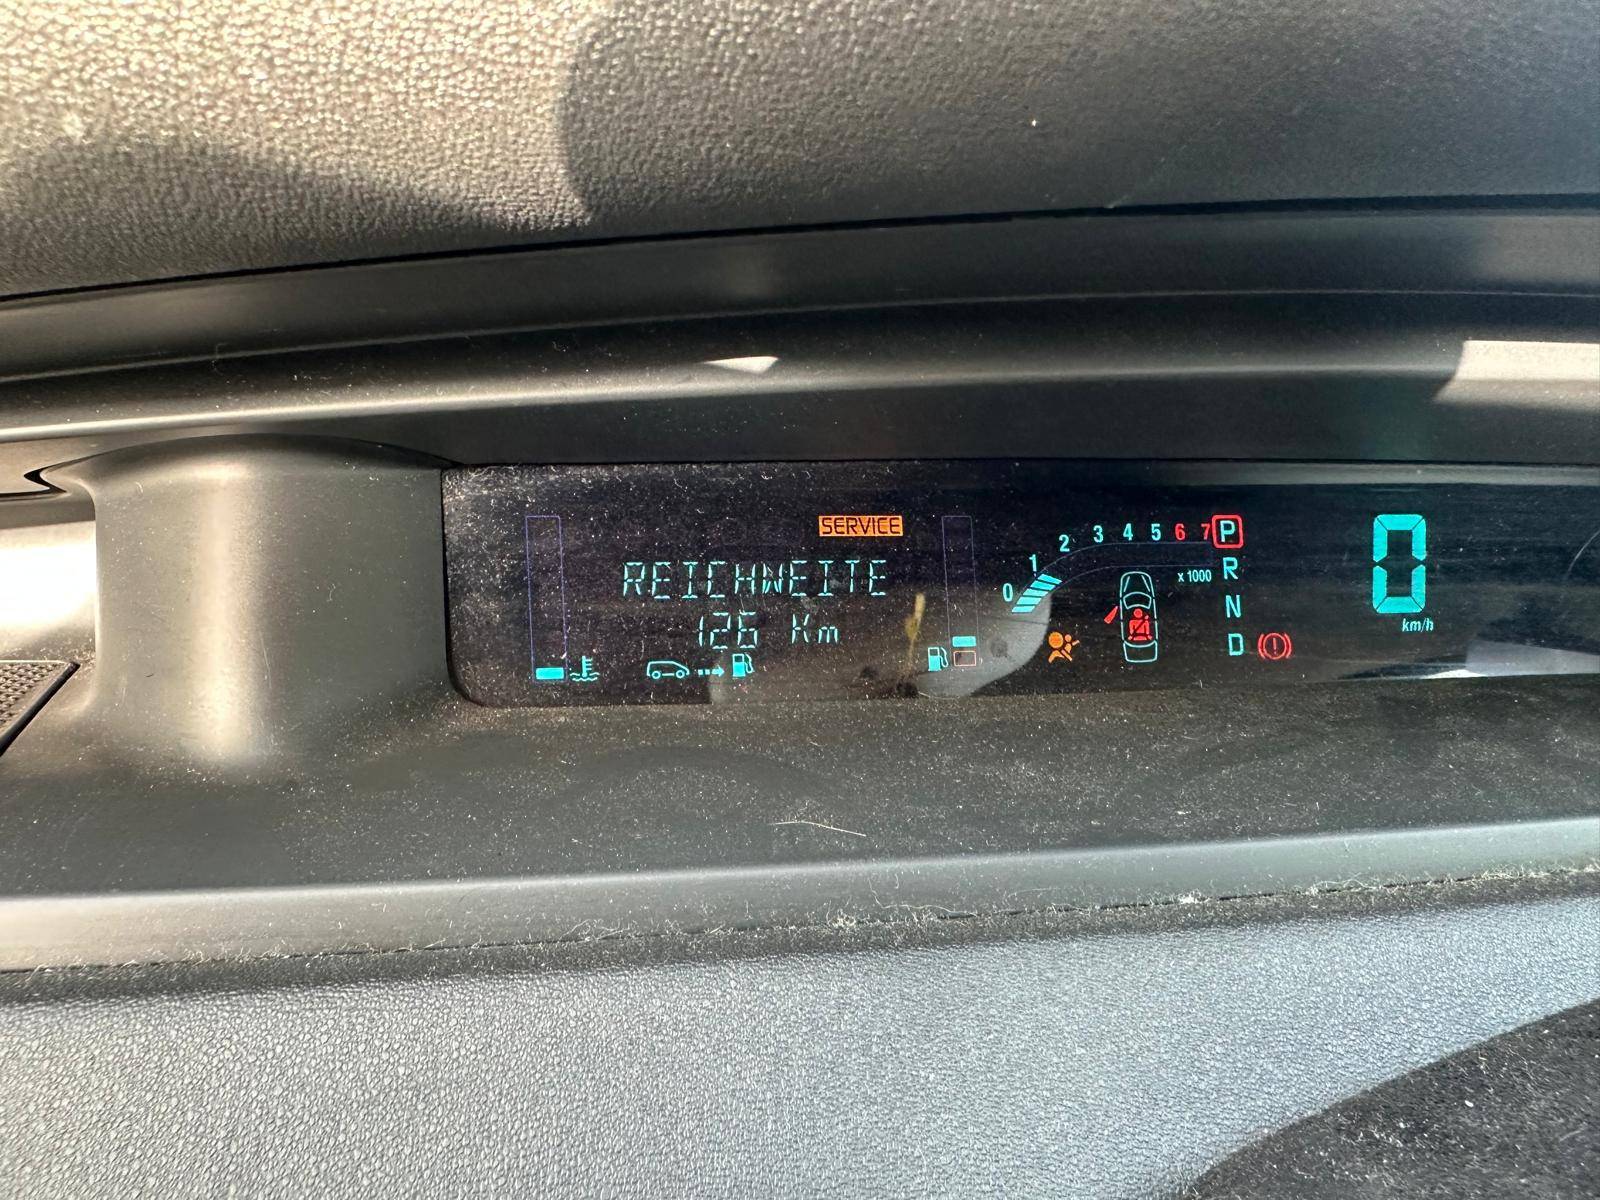 SERVICE
REICHWEITE
126 Km
0 1 2 3 4 5 6 7
x 1000
P
R
N
D
0
km/h